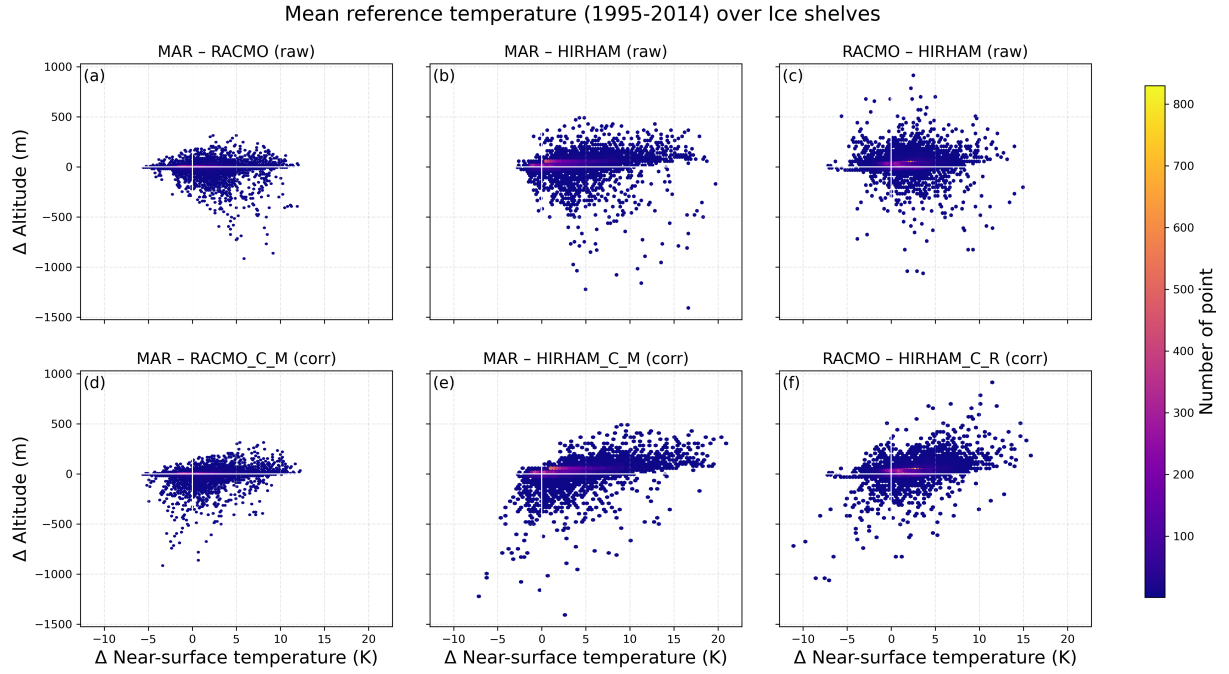 Mean reference temperature (1995-2014) over Ice shelves
MAR – RACMO (raw)
MAR – HIRHAM (raw)
RACMO – HIRHAM (raw)
(a)
(b)
(c)
1000
500
0
−500
−1000
−1500
Δ Altitude (m)
MAR – RACMO_C_M (corr)
MAR – HIRHAM_C_M (corr)
RACMO – HIRHAM_C_R (corr)
(d)
(e)
(f)
1000
500
0
−500
−1000
−1500
Δ Altitude (m)
−10 −5 0 5 10 15 20
−10 −5 0 5 10 15 20
−10 −5 0 5 10 15 20
Δ Near-surface temperature (K)
Δ Near-surface temperature (K)
Δ Near-surface temperature (K)
800
700
600
500
400
300
200
100
Number of point